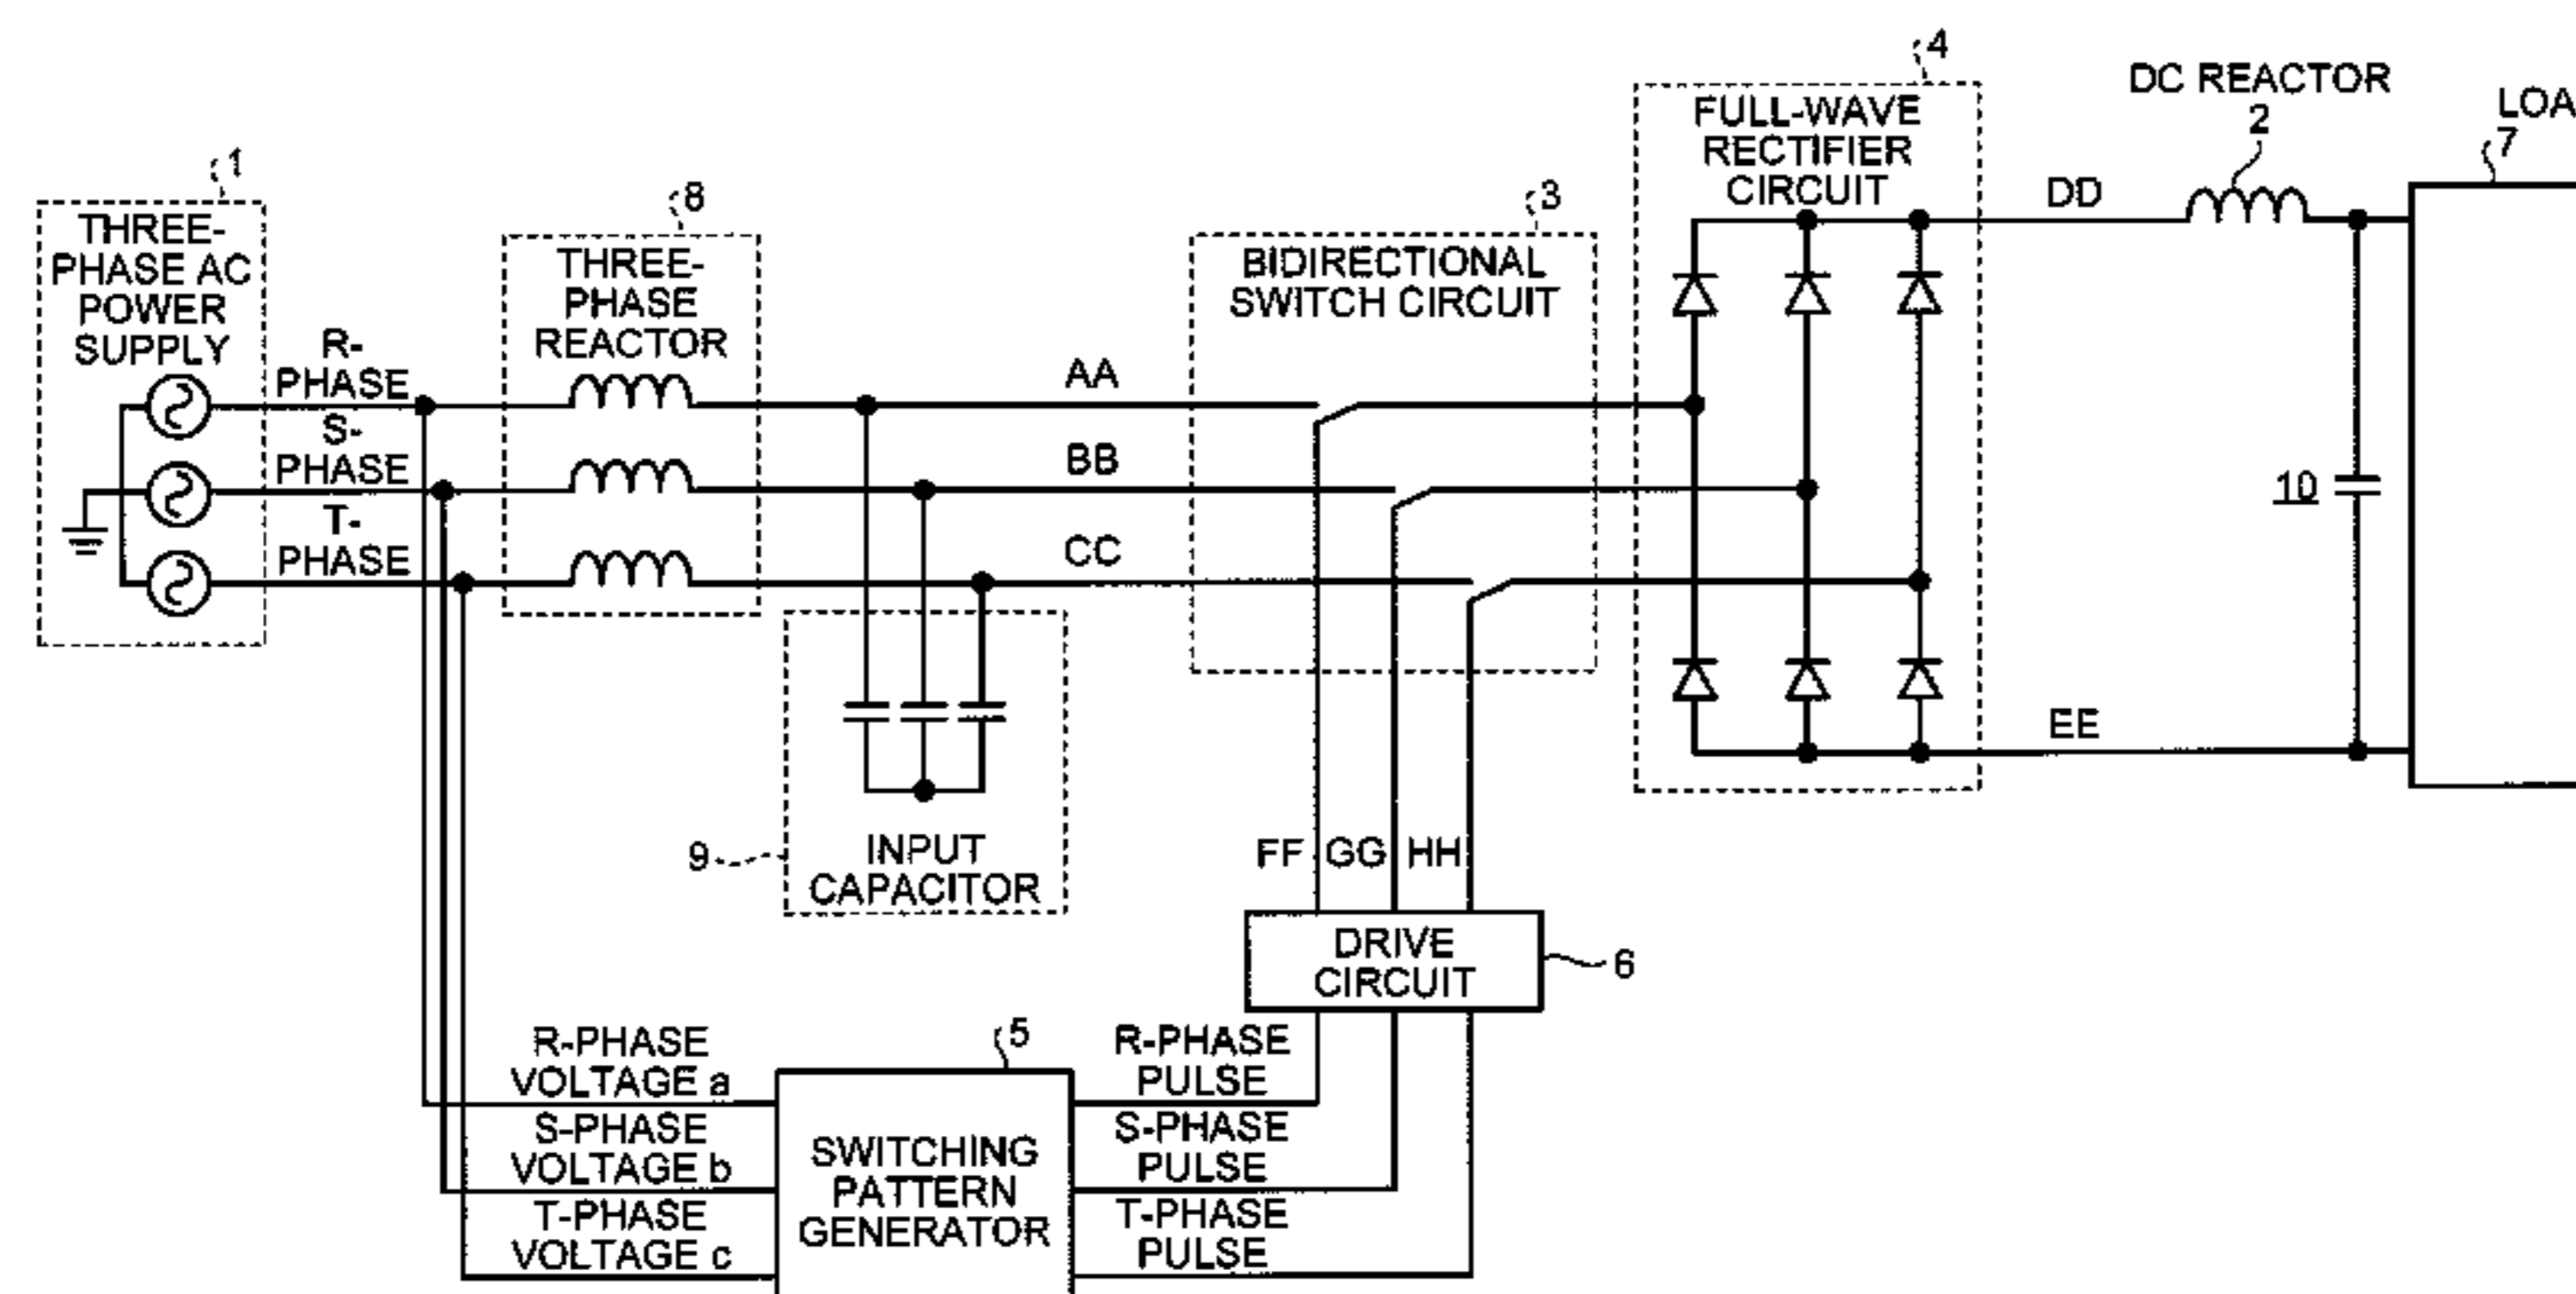 1
THREE-
PHASE AC
POWER
SUPPLY
R-
PHASE
S-
PHASE
T-
PHASE
8
THREE-
PHASE
REACTOR
AA
BB
CC
9
INPUT
CAPACITOR
3
BIDIRECTIONAL
SWITCH CIRCUIT
4
FULL-WAVE
RECTIFIER
CIRCUIT
DD
EE
DC REACTOR
2
10
LOA
7
FF GG HH
DRIVE
CIRCUIT
6
R-PHASE
VOLTAGE a
S-PHASE
VOLTAGE b
T-PHASE
VOLTAGE c
5
SWITCHING
PATTERN
GENERATOR
R-PHASE
PULSE
S-PHASE
PULSE
T-PHASE
PULSE